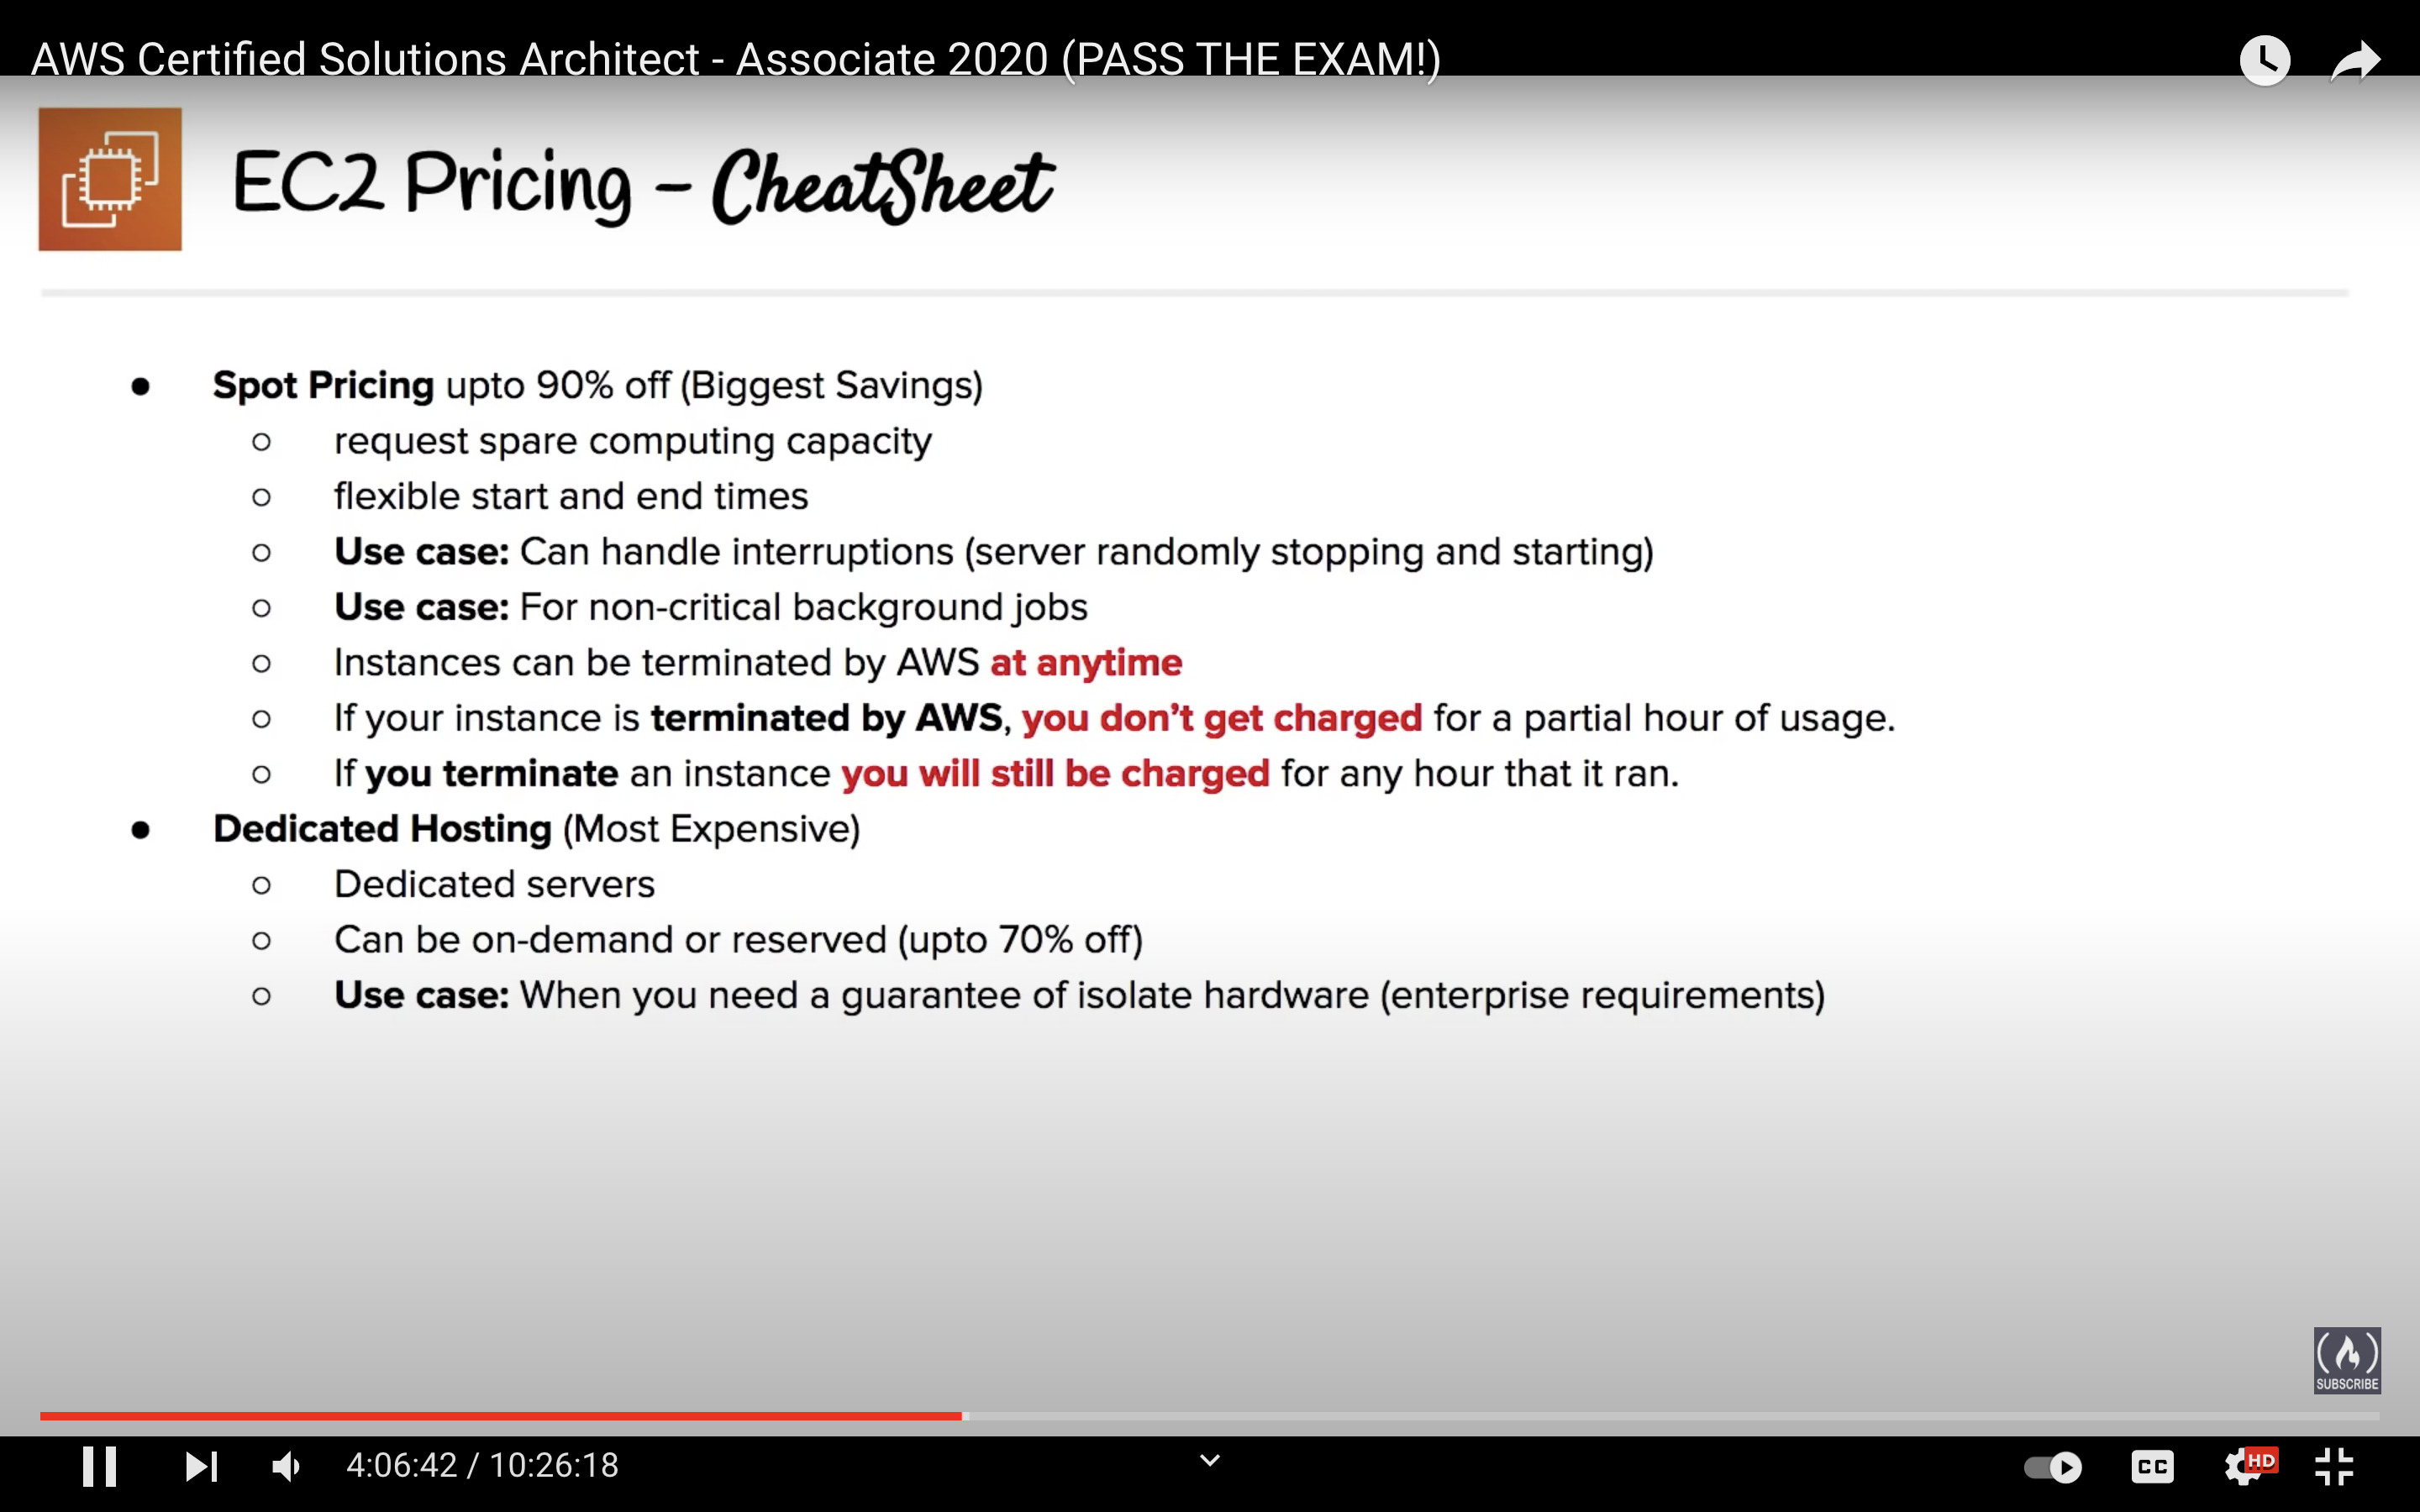 AWS Certified Solutions Architect - Associate 2020 (PASS THE EXAM!)
EC2 Pricing – CheatSheet
● Spot Pricing upto 90% off (Biggest Savings)
○ request spare computing capacity
○ flexible start and end times
○ Use case: Can handle interruptions (server randomly stopping and starting)
○ Use case: For non-critical background jobs
○ Instances can be terminated by AWS at anytime
○ If your instance is terminated by AWS, you don’t get charged for a partial hour of usage.
○ If you terminate an instance you will still be charged for any hour that it ran.
● Dedicated Hosting (Most Expensive)
○ Dedicated servers
○ Can be on-demand or reserved (upto 70% off)
○ Use case: When you need a guarantee of isolate hardware (enterprise requirements)
SUBSCRIBE
4:06:42 / 10:26:18
CC
HD